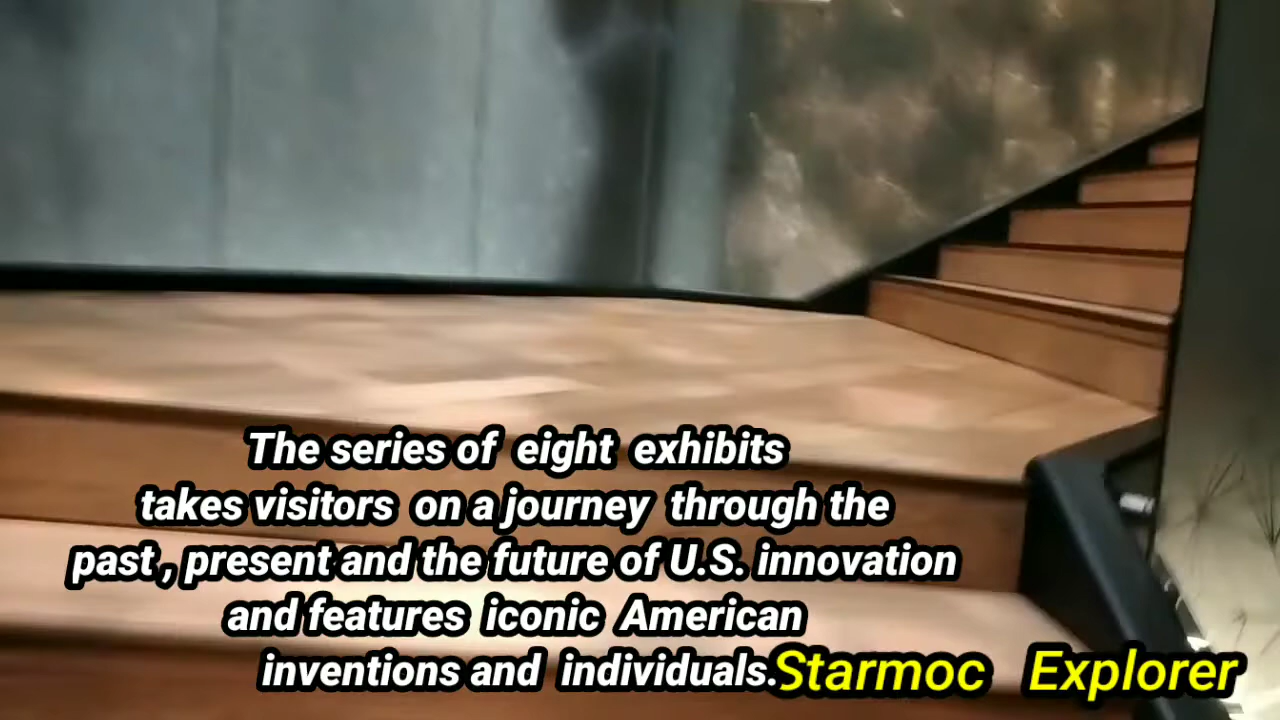 The series of eight exhibits
takes visitors on a journey through the
past , present and the future of U.S. innovation
and features iconic American
inventions and individuals.
Starmoc Explorer